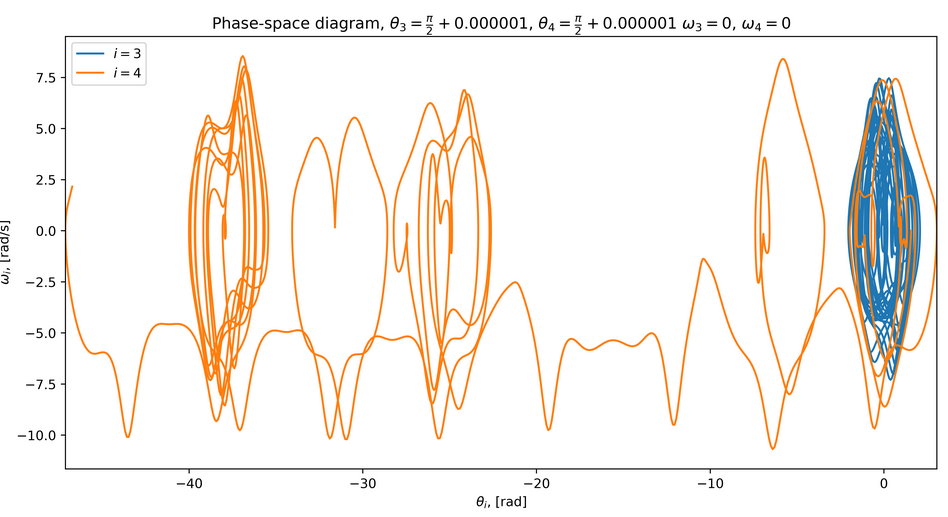 Phase-space diagram, θ₃ = π/2 + 0.000001, θ₄ = π/2 + 0.000001 ω₃ = 0, ω₄ = 0
i = 3
i = 4
7.5
5.0
2.5
0.0
−2.5
−5.0
−7.5
−10.0
ωᵢ, [rad/s]
−40
−30
−20
−10
0
θᵢ, [rad]